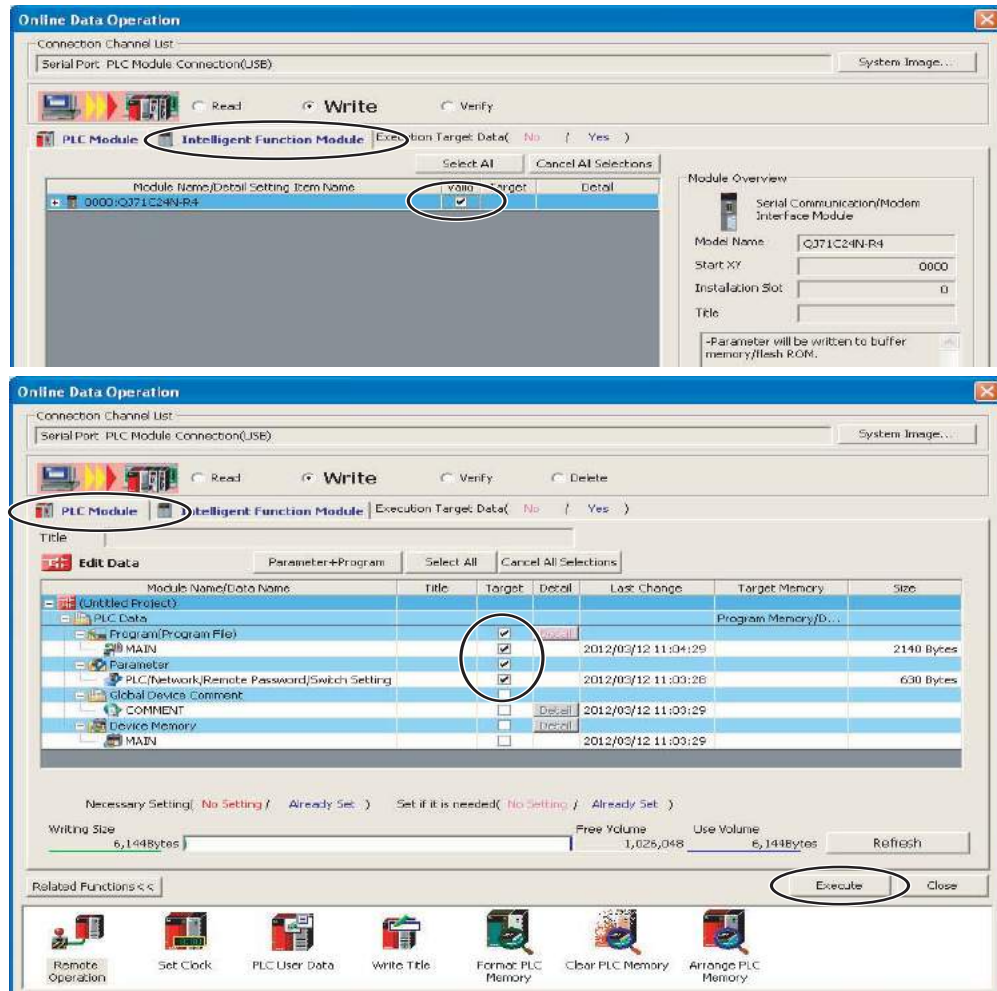 Online Data Operation
Connection Channel List
Serial Port PLC Module Connection(USB)
System Image...
Read
Write
Verify
PLC Module
Intelligent Function Module
Execution Target Data( No / Yes )
Select All
Cancel All Selections
Module Name/Detail Setting Item Name
Valid
Target
Detail
0000:QJ71C24N-R4
Module Overview
Serial Communication/Modem
Interface Module
Model Name
QJ71C24N-R4
Start XY
0000
Installation Slot
0
Title
-Parameter will be written to buffer
memory/flash ROM.
Online Data Operation
Connection Channel List
Serial Port PLC Module Connection(USB)
System Image...
Read
Write
Verify
Delete
PLC Module
Intelligent Function Module
Execution Target Data( No / Yes )
Title
Edit Data
Parameter+Program
Select All
Cancel All Selections
Module Name/Data Name
Title
Target
Detail
Last Change
Target Memory
Size
(Untitled Project)
PLC Data
Program Memory/D...
Program(Program File)
Detail
MAIN
2012/03/12 11:04:29
2140 Bytes
Parameter
PLC/Network/Remote Password/Switch Setting
2012/03/12 11:03:28
630 Bytes
Global Device Comment
COMMENT
Detail
2012/03/12 11:03:29
Device Memory
Detail
MAIN
2012/03/12 11:03:29
Necessary Setting( No Setting / Already Set )
Set if it is needed( No Setting / Already Set )
Writing Size
6,144Bytes
Free Volume
1,026,048
Use Volume
6,144Bytes
Refresh
Related Functions<<
Execute
Close
Remote
Operation
Set Clock
PLC User Data
Write Title
Format PLC
Memory
Clear PLC Memory
Arrange PLC
Memory